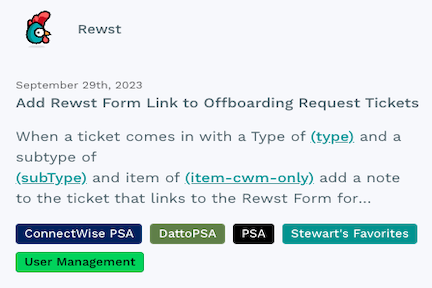 Rewst
September 29th, 2023
Add Rewst Form Link to Offboarding Request Tickets
When a ticket comes in with a Type of (type) and a
subtype of
(subType) and item of (item-cwm-only) add a note
to the ticket that links to the Rewst Form for...
ConnectWise PSA DattoPSA PSA Stewart's Favorites
User Management